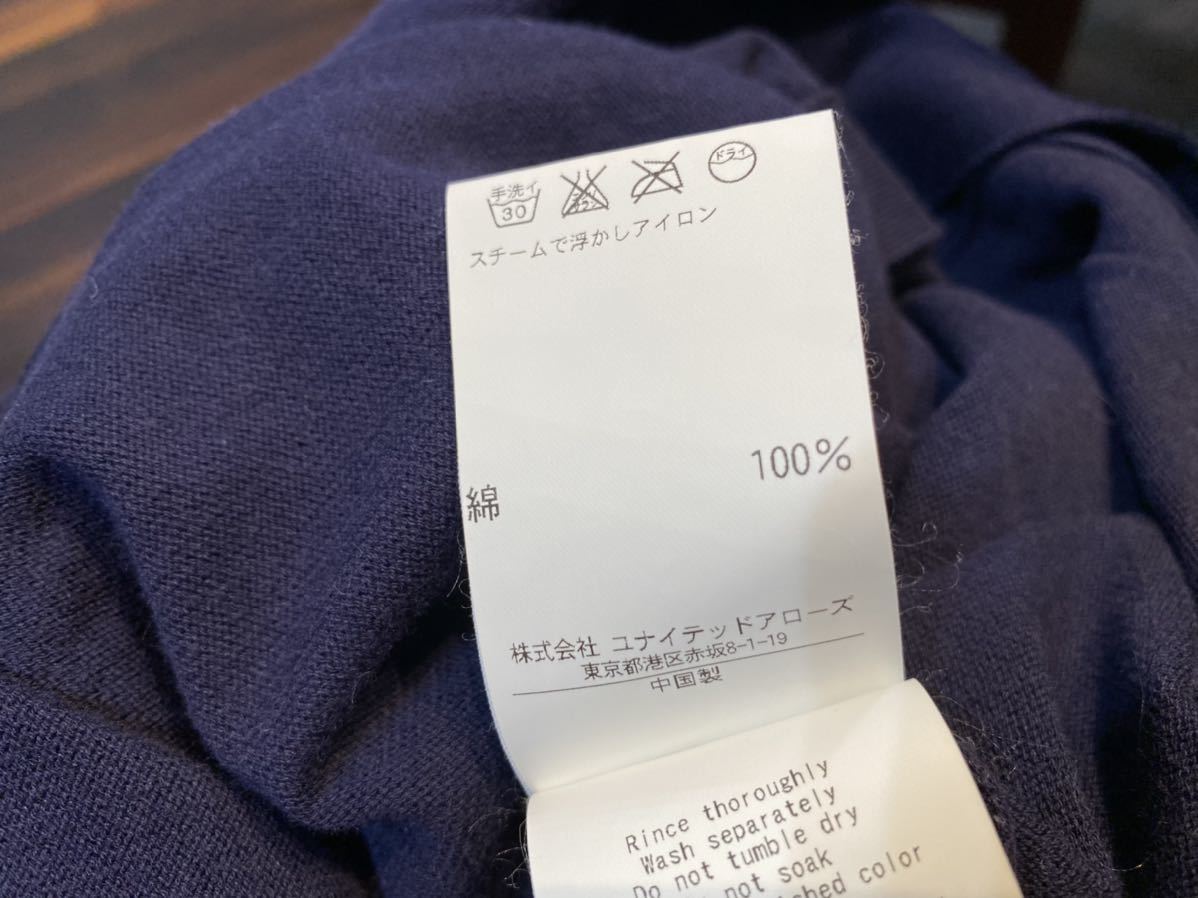 手洗イ 30 ドライ
スチームで浮かしアイロン
綿 100%
株式会社 ユナイテッドアローズ
東京都港区赤坂8-1-19
中国製
Rince thoroughly
Wash separately
Do not tumble dry
not soak
color